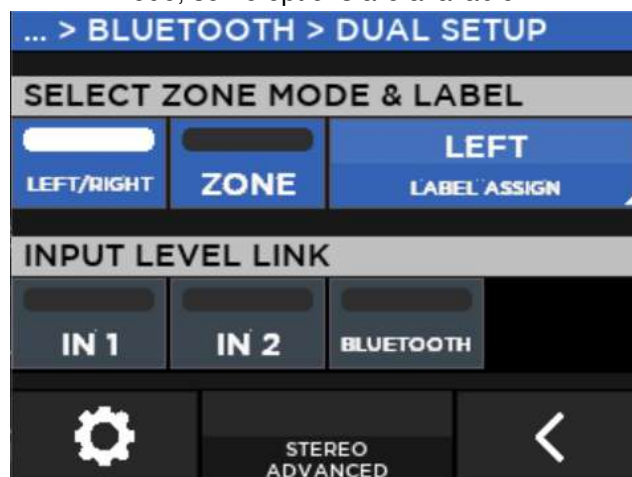 ... > BLUETOOTH > DUAL SETUP
SELECT ZONE MODE & LABEL
LEFT/RIGHT
ZONE
LEFT
LABEL ASSIGN
INPUT LEVEL LINK
IN 1
IN 2
BLUETOOTH
STEREO
ADVANCED